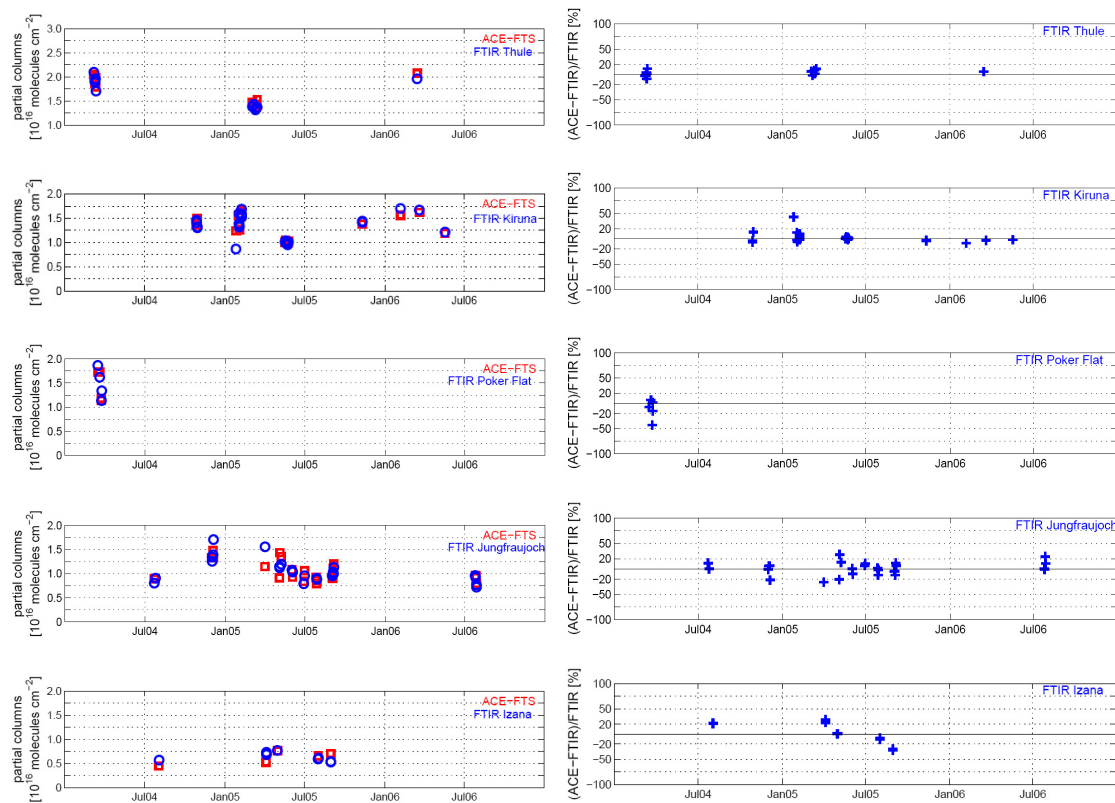 partial columns
[10^16 molecules cm^−2]
3.0
2.5
2.0
1.5
1.0
ACE−FTS
FTIR Thule
Jul04 Jan05 Jul05 Jan06 Jul06
(ACE−FTIR)/FTIR [%]
100
50
20
−20
−50
−100
FTIR Thule
Jul04 Jan05 Jul05 Jan06 Jul06
partial columns
[10^16 molecules cm^−2]
2.0
1.5
1.0
0.5
0
ACE−FTS
FTIR Kiruna
Jul04 Jan05 Jul05 Jan06 Jul06
(ACE−FTIR)/FTIR [%]
100
50
20
−20
−50
−100
FTIR Kiruna
Jul04 Jan05 Jul05 Jan06 Jul06
partial columns
[10^16 molecules cm^−2]
2.0
1.5
1.0
0.5
0
ACE−FTS
FTIR Poker Flat
Jul04 Jan05 Jul05 Jan06 Jul06
(ACE−FTIR)/FTIR [%]
100
50
20
−20
−50
−100
FTIR Poker Flat
Jul04 Jan05 Jul05 Jan06 Jul06
partial columns
[10^16 molecules cm^−2]
2.0
1.5
1.0
0.5
0
ACE−FTS
FTIR Jungfraujoch
Jul04 Jan05 Jul05 Jan06 Jul06
(ACE−FTIR)/FTIR [%]
100
50
20
−20
−50
−100
FTIR Jungfraujoch
Jul04 Jan05 Jul05 Jan06 Jul06
partial columns
[10^16 molecules cm^−2]
2.0
1.5
1.0
0.5
0
ACE−FTS
FTIR Izana
Jul04 Jan05 Jul05 Jan06 Jul06
(ACE−FTIR)/FTIR [%]
100
50
20
−20
−50
−100
FTIR Izana
Jul04 Jan05 Jul05 Jan06 Jul06